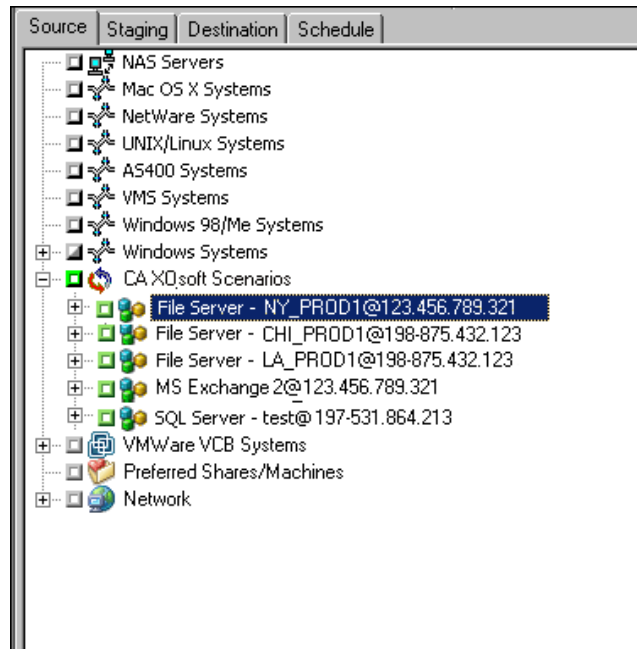 Source Staging Destination Schedule
NAS Servers
Mac OS X Systems
NetWare Systems
UNIX/Linux Systems
AS400 Systems
VMS Systems
Windows 98/Me Systems
Windows Systems
CA XOsoft Scenarios
File Server - NY_PROD1@123.456.789.321
File Server - CHI_PROD1@198-875.432.123
File Server - LA_PROD1@198-875.432.123
MS Exchange 2@123.456.789.321
SQL Server - test@ 197-531.864.213
VMWare VCB Systems
Preferred Shares/Machines
Network